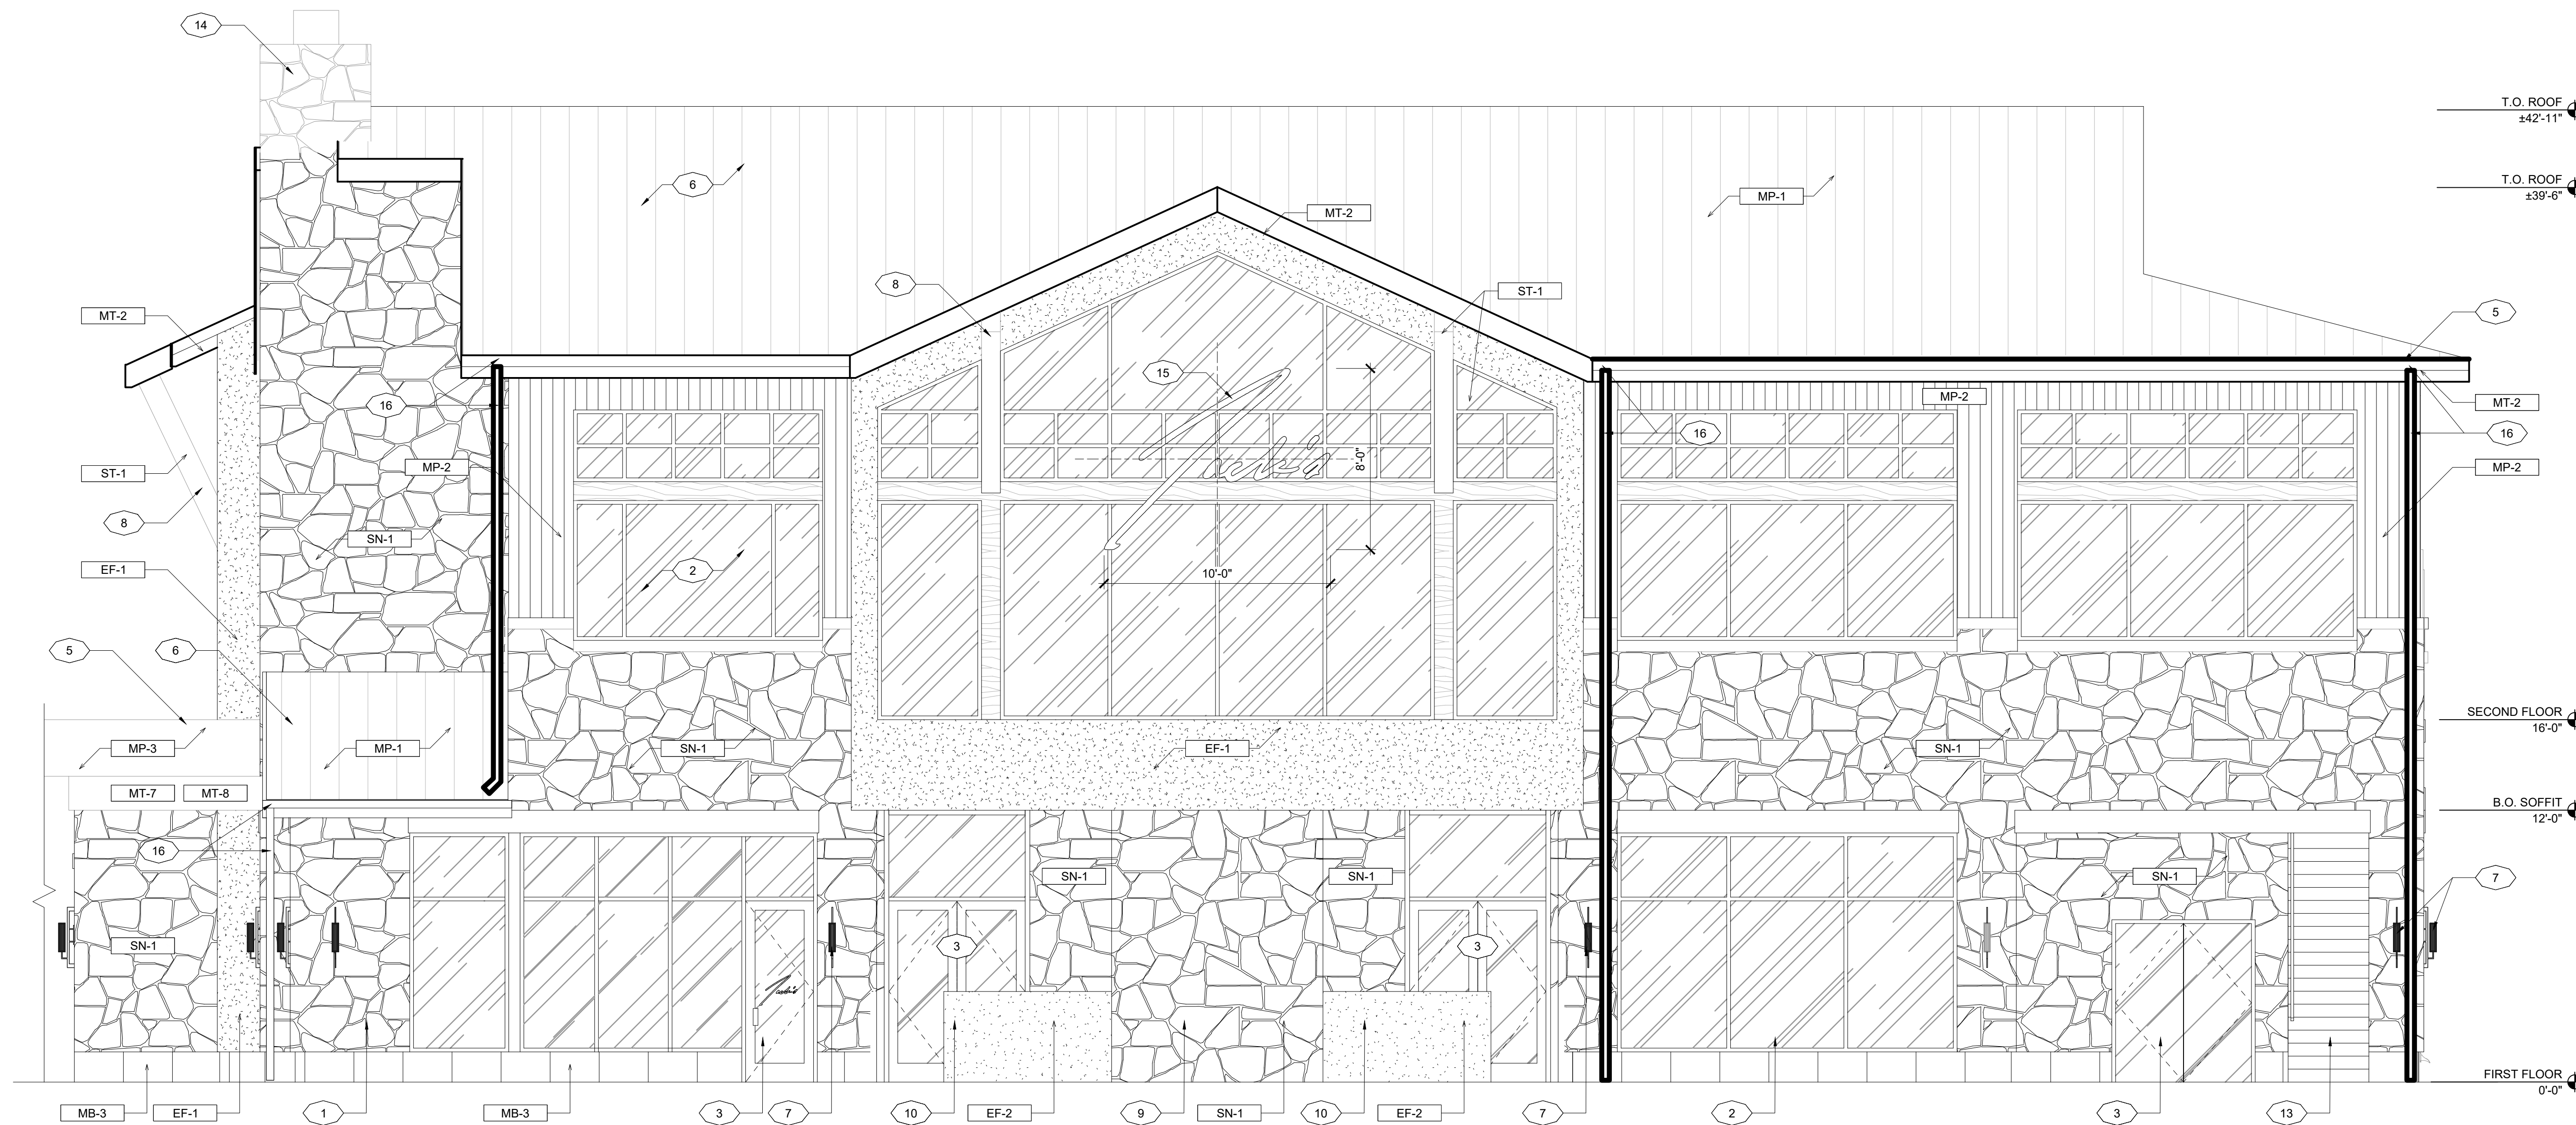 14
T.O. ROOF
±42'-11"
6
MP-1
T.O. ROOF
±39'-6"
MT-2
8
ST-1
MT-2
5
15
16
MP-2
MT-2
16
16
8'-0"
MP-2
ST-1
MP-2
8
SN-1
EF-1
2
10'-0"
5
6
SECOND FLOOR
16'-0"
MP-3
MP-1
SN-1
EF-1
SN-1
MT-7
MT-8
B.O. SOFFIT
12'-0"
16
SN-1
SN-1
SN-1
7
SN-1
3
3
FIRST FLOOR
0'-0"
MB-3
EF-1
1
MB-3
3
7
10
EF-2
9
SN-1
10
EF-2
7
2
3
13